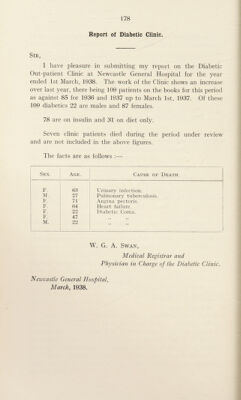 178
Report of Diabetic Clinic.
SIR,
I have pleasure in submitting my report on the Diabetic
Out-patient Clinic at Newcastle General Hospital for the year
ended 1st March, 1938. The work of the Clinic shows an increase
over last year, there being 109 patients on the books for this period
as against 85 for 1936 and 1937 up to March 1st, 1937. Of these
109 diabetics 22 are males and 87 females.
78 are on insulin and 31 on diet only.
Seven clinic patients died during the period under review
and are not included in the above figures.
The facts are as follows :—
SEX. AGE. CAUSE OF DEATH
F. 63 Urinary infection.
M. 27 Pulmonary tuberculosis.
F. 71 Angina pectoris.
F. 64 Heart failure.
F. 22 Diabetic Coma.
F. 47 ,, ,,
M. 22 ,, ,,
W. G. A. SWAN,
Medical Registrar and
Physician in Charge of the Diabetic Clinic.
Newcastle General Hospital,
March, 1938.